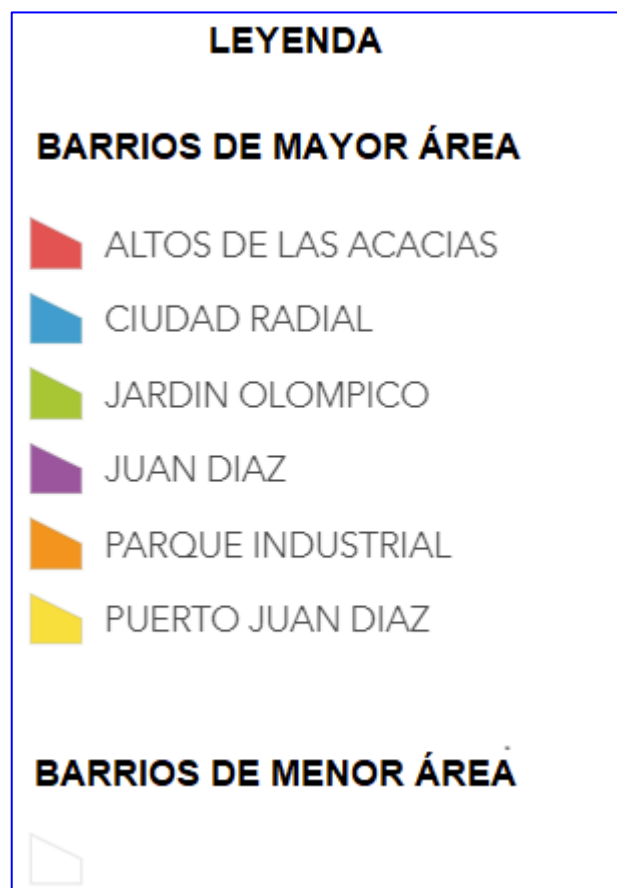 LEYENDA
BARRIOS DE MAYOR ÁREA
ALTOS DE LAS ACACIAS
CIUDAD RADIAL
JARDIN OLOMPICO
JUAN DIAZ
PARQUE INDUSTRIAL
PUERTO JUAN DIAZ
BARRIOS DE MENOR ÁREA